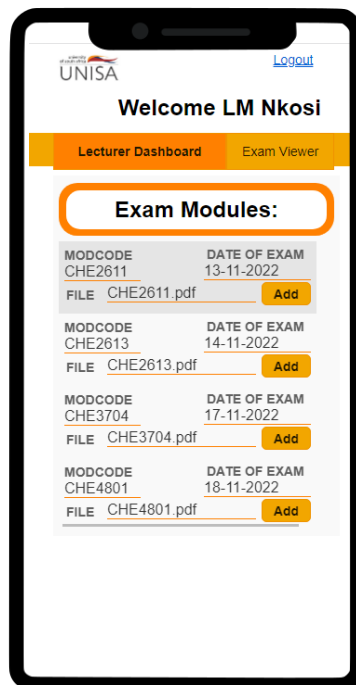 UNISA
Logout
Welcome LM Nkosi
Lecturer Dashboard Exam Viewer
Exam Modules:
MODCODE DATE OF EXAM
CHE2611 13-11-2022
FILE CHE2611.pdf Add
MODCODE DATE OF EXAM
CHE2613 14-11-2022
FILE CHE2613.pdf Add
MODCODE DATE OF EXAM
CHE3704 17-11-2022
FILE CHE3704.pdf Add
MODCODE DATE OF EXAM
CHE4801 18-11-2022
FILE CHE4801.pdf Add